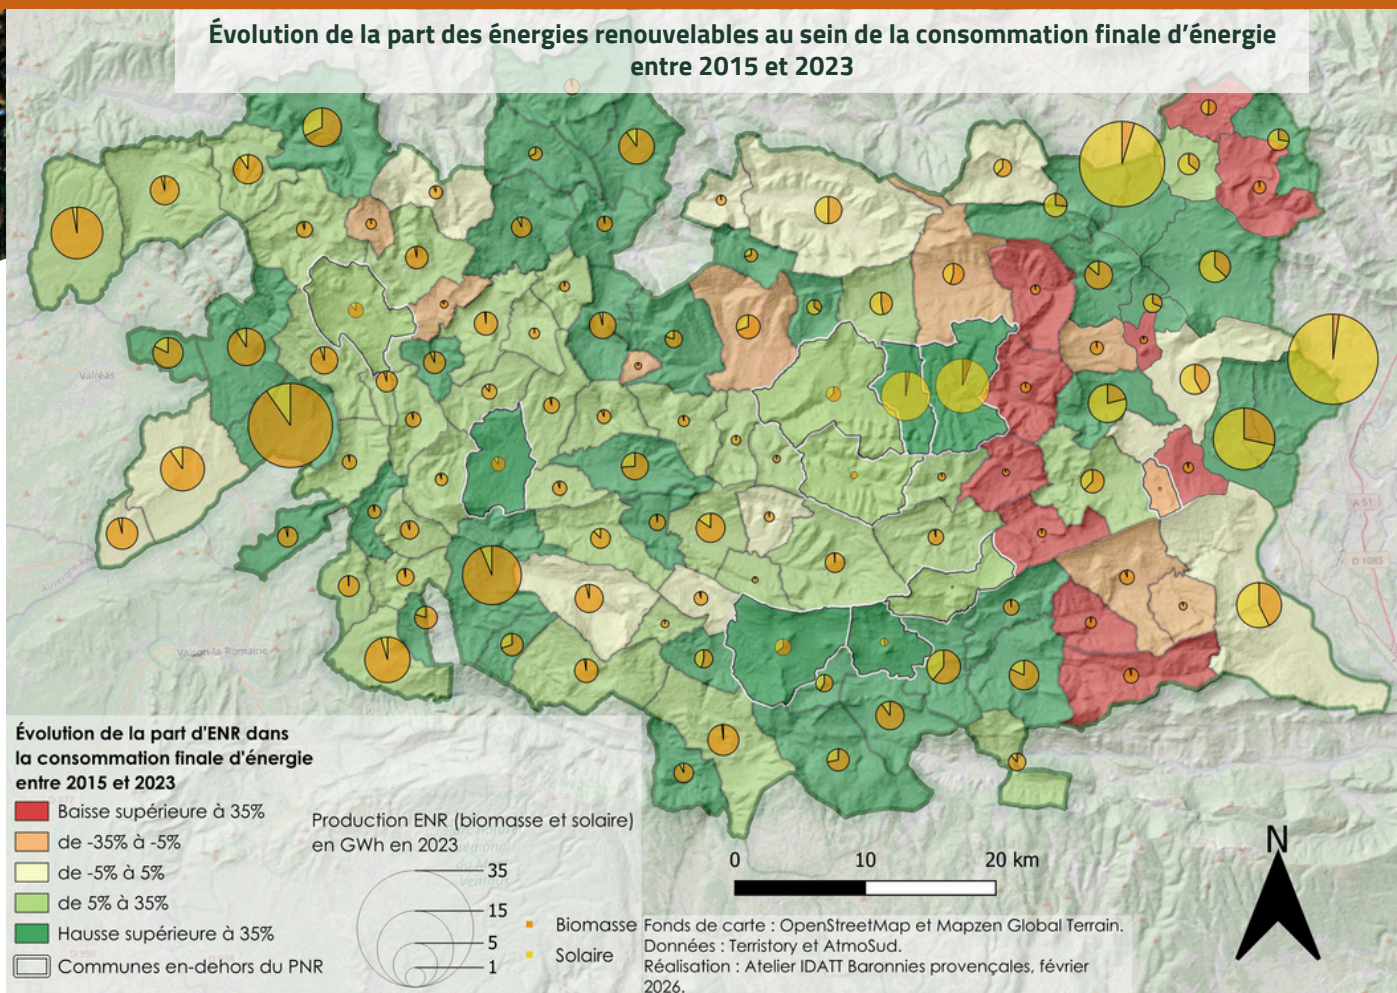 Évolution de la part des énergies renouvelables au sein de la consommation finale d'énergie
entre 2015 et 2023
Valréas
Vaison-la-Romaine
A 51
D 1085
Évolution de la part d'ENR dans
la consommation finale d'énergie
entre 2015 et 2023
Baisse supérieure à 35%
de -35% à -5%
de -5% à 5%
de 5% à 35%
Hausse supérieure à 35%
Communes en-dehors du PNR
Production ENR (biomasse et solaire)
en GWh en 2023
35
15
5
1
Biomasse
Solaire
0 10 20 km
N
Fonds de carte : OpenStreetMap et Mapzen Global Terrain.
Données : Terristory et AtmoSud.
Réalisation : Atelier IDATT Baronnies provençales, février
2026.